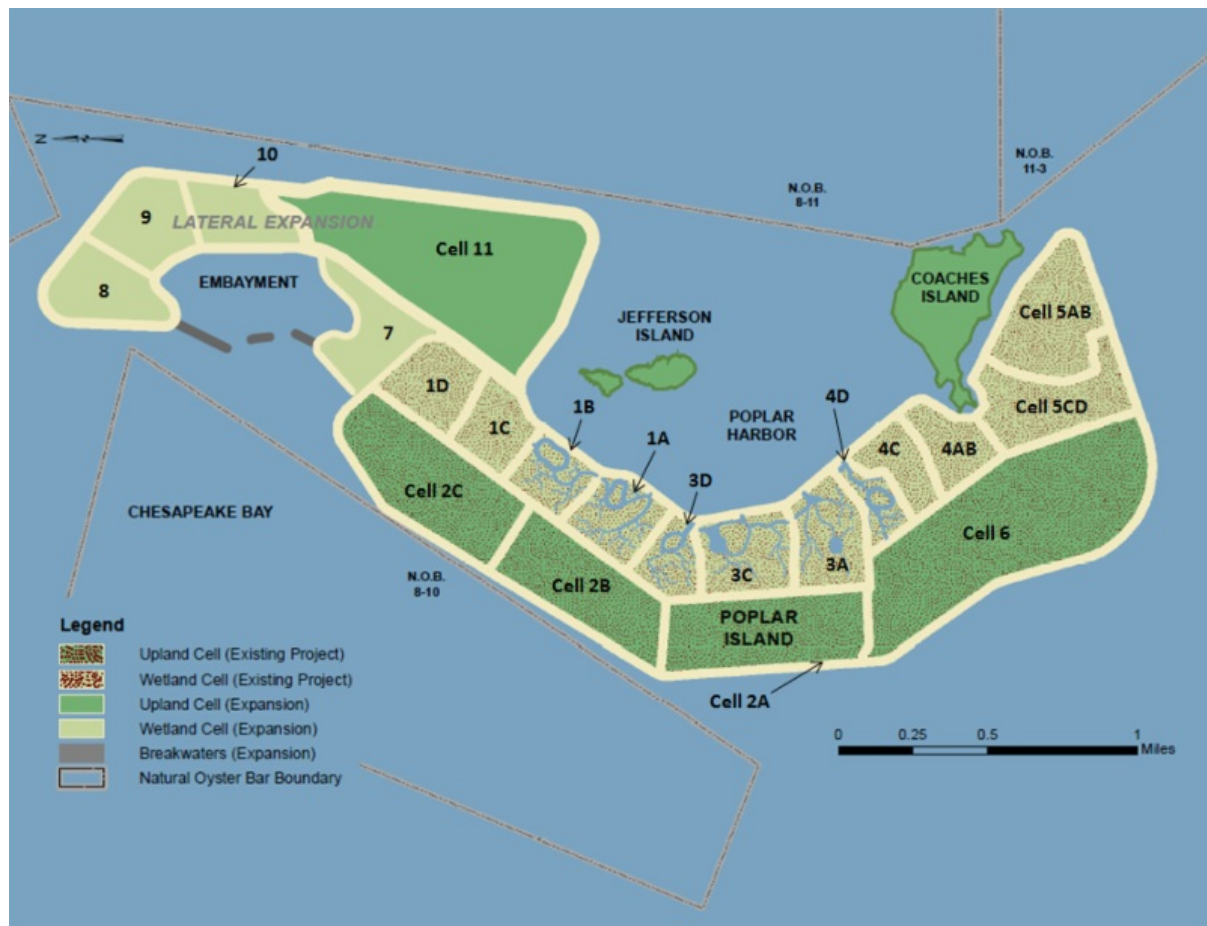 N
10
N.O.B.
11-3
N.O.B.
8-11
9
LATERAL EXPANSION
Cell 11
8
EMBAYMENT
7
COACHES
ISLAND
Cell 5AB
JEFFERSON
ISLAND
1D
1C
1B
1A
3D
POPLAR
HARBOR
4D
4C
4AB
Cell 5CD
Cell 2C
CHESAPEAKE BAY
Cell 6
N.O.B.
8-10
Cell 2B
3C
3A
POPLAR
ISLAND
Cell 2A
Legend
Upland Cell (Existing Project)
Wetland Cell (Existing Project)
Upland Cell (Expansion)
Wetland Cell (Expansion)
Breakwaters (Expansion)
Natural Oyster Bar Boundary
0 0.25 0.5 1
Miles